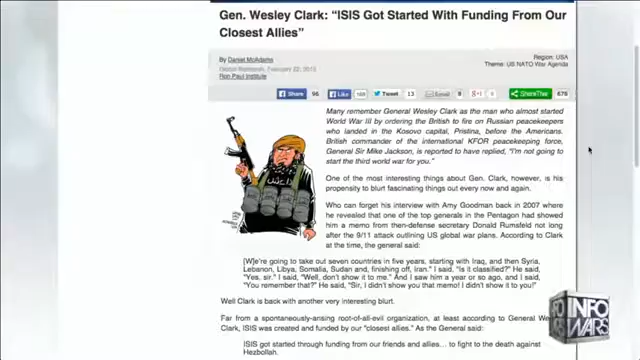 Gen. Wesley Clark: “ISIS Got Started With Funding From Our
Closest Allies”
By Daniel McAdams
Global Research, February 22, 2015
Ron Paul Institute
Region: USA
Theme: US NATO War Agenda
Share 96 Like Tweet 13 Email 8 +1 ShareThis 676
Many remember General Wesley Clark as the man who almost started
World War III by ordering the British to fire on Russian peacekeepers
who landed in the Kosovo capital, Pristina, before the Americans.
British commander of the international KFOR peacekeeping force,
General Sir Mike Jackson, is reported to have replied, “I’m not going to
start the third world war for you.”
One of the most interesting things about Gen. Clark, however, is his
propensity to blurt fascinating things out every now and again.
Who can forget his interview with Amy Goodman back in 2007 where
he revealed that one of the top generals in the Pentagon had showed
him a memo from then-defense secretary Donald Rumsfeld not long
after the 9/11 attack outlining US global war plans. According to Clark
at the time, the general said:
[W]e’re going to take out seven countries in five years, starting with Iraq, and then Syria,
Lebanon, Libya, Somalia, Sudan and, finishing off, Iran.” I said, “Is it classified?” He said,
“Yes, sir.” I said, “Well, don’t show it to me.” And I saw him a year or so ago, and I said,
“You remember that?” He said, “Sir, I didn’t show you that memo! I didn’t show it to you!”
Well Clark is back with another very interesting blurt.
Far from a spontaneously-arising root-of-all-evil organization, at least according to General Wes
Clark, ISIS was created and funded by our “closest allies.” As the General said:
ISIS got started through funding from our friends and allies… to fight to the death against
Hezbollah.
INFO
WARS